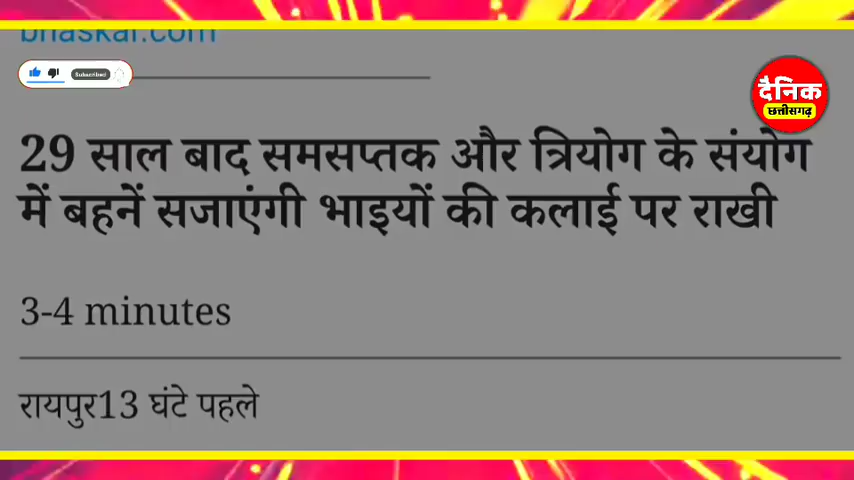 bhaskar.com
Subscribed
दैनिक
छत्तीसगढ़
29 साल बाद समसप्तक और त्रियोग के संयोग
में बहनें सजाएंगी भाइयों की कलाई पर राखी
3-4 minutes
रायपुर13 घंटे पहले